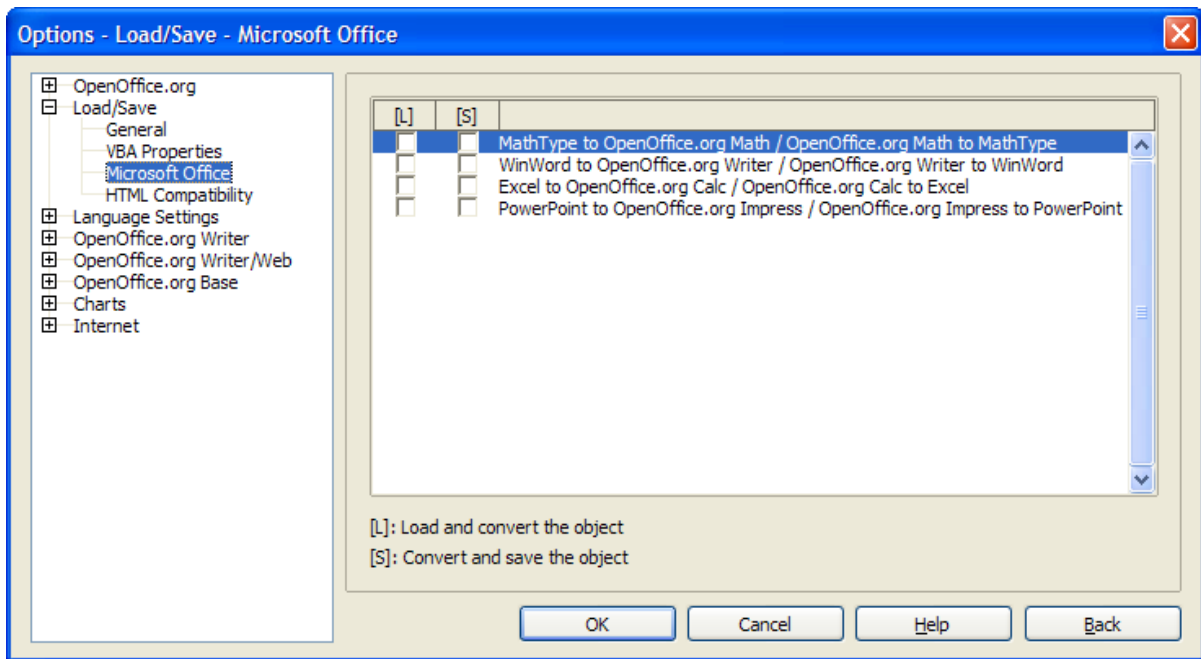 Options - Load/Save - Microsoft Office
OpenOffice.org
Load/Save
General
VBA Properties
Microsoft Office
HTML Compatibility
Language Settings
OpenOffice.org Writer
OpenOffice.org Writer/Web
OpenOffice.org Base
Charts
Internet
[L] [S]
MathType to OpenOffice.org Math / OpenOffice.org Math to MathType
WinWord to OpenOffice.org Writer / OpenOffice.org Writer to WinWord
Excel to OpenOffice.org Calc / OpenOffice.org Calc to Excel
PowerPoint to OpenOffice.org Impress / OpenOffice.org Impress to PowerPoint
[L]: Load and convert the object
[S]: Convert and save the object
OK Cancel Help Back